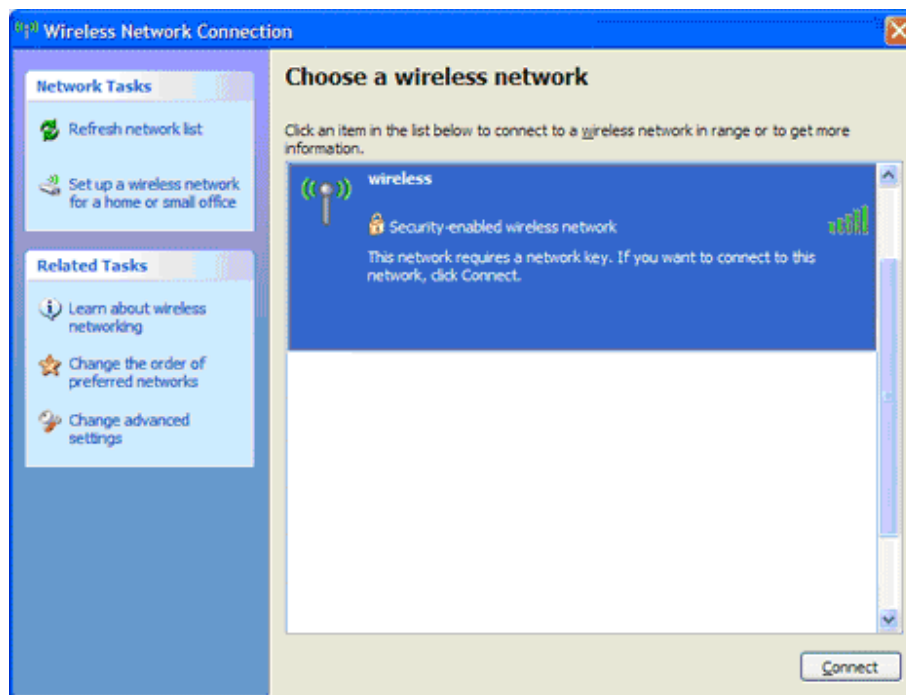 Wireless Network Connection
Network Tasks
Refresh network list
Set up a wireless network
for a home or small office
Related Tasks
Learn about wireless
networking
Change the order of
preferred networks
Change advanced
settings
Choose a wireless network
Click an item in the list below to connect to a wireless network in range or to get more
information.
wireless
Security-enabled wireless network
This network requires a network key. If you want to connect to this
network, click Connect.
Connect